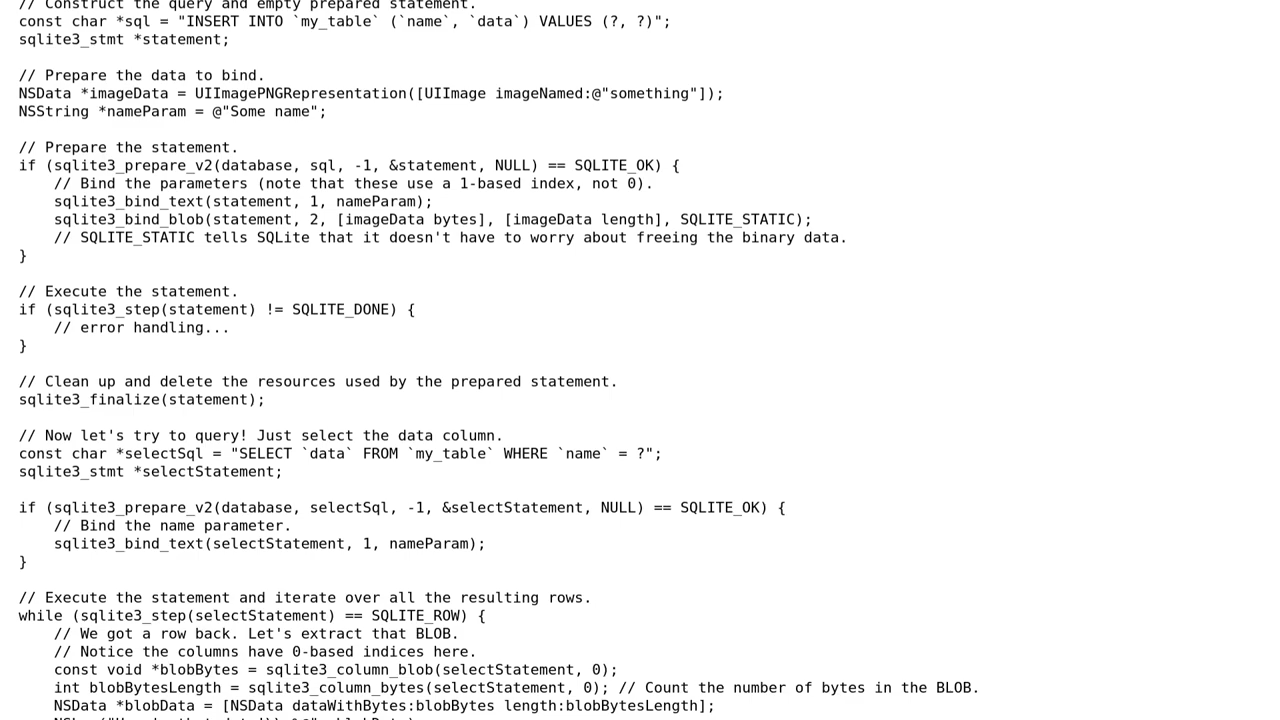 // Construct the query and empty prepared statement.
const char *sql = "INSERT INTO `my_table` (`name`, `data`) VALUES (?, ?)";
sqlite3_stmt *statement;

// Prepare the data to bind.
NSData *imageData = UIImagePNGRepresentation([UIImage imageNamed:@"something"]);
NSString *nameParam = @"Some name";

// Prepare the statement.
if (sqlite3_prepare_v2(database, sql, -1, &statement, NULL) == SQLITE_OK) {
    // Bind the parameters (note that these use a 1-based index, not 0).
    sqlite3_bind_text(statement, 1, nameParam);
    sqlite3_bind_blob(statement, 2, [imageData bytes], [imageData length], SQLITE_STATIC);
    // SQLITE_STATIC tells SQLite that it doesn't have to worry about freeing the binary data.
}

// Execute the statement.
if (sqlite3_step(statement) != SQLITE_DONE) {
    // error handling...
}

// Clean up and delete the resources used by the prepared statement.
sqlite3_finalize(statement);

// Now let's try to query! Just select the data column.
const char *selectSql = "SELECT `data` FROM `my_table` WHERE `name` = ?";
sqlite3_stmt *selectStatement;

if (sqlite3_prepare_v2(database, selectSql, -1, &selectStatement, NULL) == SQLITE_OK) {
    // Bind the name parameter.
    sqlite3_bind_text(selectStatement, 1, nameParam);
}

// Execute the statement and iterate over all the resulting rows.
while (sqlite3_step(selectStatement) == SQLITE_ROW) {
    // We got a row back. Let's extract that BLOB.
    // Notice the columns have 0-based indices here.
    const void *blobBytes = sqlite3_column_blob(selectStatement, 0);
    int blobBytesLength = sqlite3_column_bytes(selectStatement, 0); // Count the number of bytes in the BLOB.
    NSData *blobData = [NSData dataWithBytes:blobBytes length:blobBytesLength];